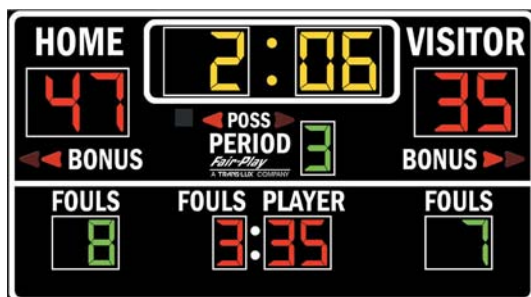 HOME 2:06 VISITOR
47 35
POSS
PERIOD 3
Fair-Play
A TRANS-LUX COMPANY
BONUS BONUS
FOULS FOULS PLAYER FOULS
8 3:35 7